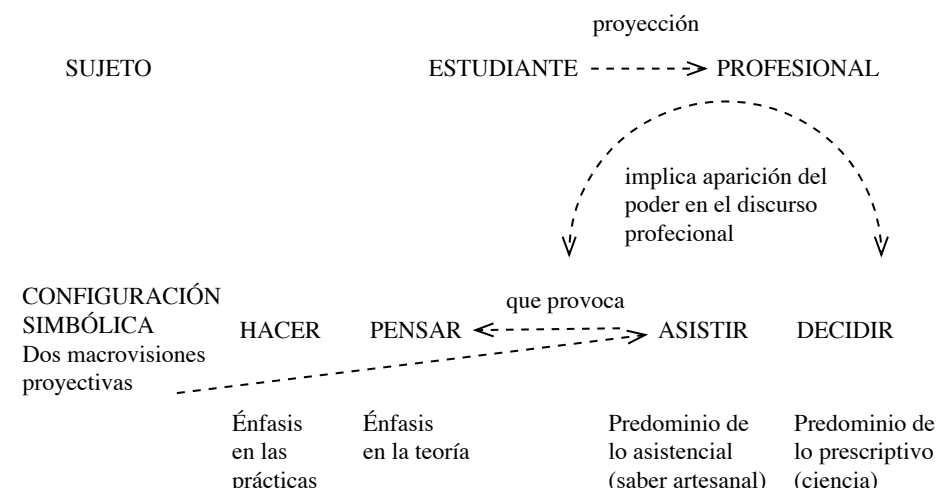 proyección
SUJETO ESTUDIANTE PROFESIONAL
implica aparición del
poder en el discurso
profecional
CONFIGURACIÓN
SIMBÓLICA
Dos macrovisiones
proyectivas
que provoca
HACER PENSAR ASISTIR DECIDIR
Énfasis
en las
prácticas
Énfasis
en la teoría
Predominio de
lo asistencial
(saber artesanal)
Predominio de
lo prescriptivo
(ciencia)